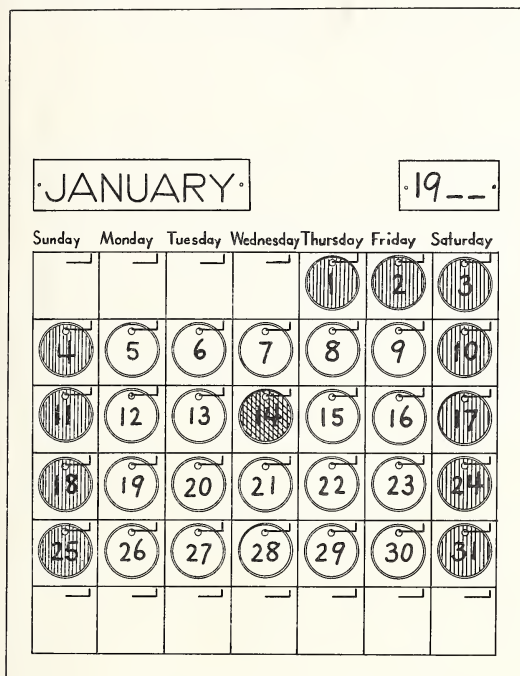 JANUARY 19__
Sunday Monday Tuesday Wednesday Thursday Friday Saturday
1 2 3
4 5 6 7 8 9 10
11 12 13 14 15 16 17
18 19 20 21 22 23 24
25 26 27 28 29 30 31